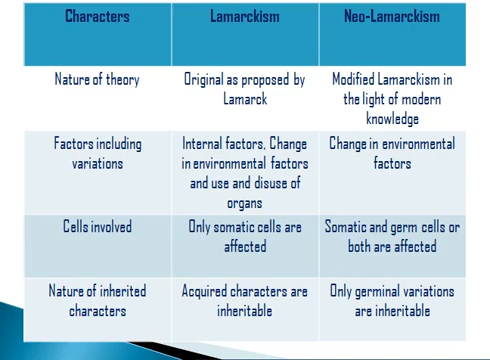 Characters
Lamarckism
Neo-Lamarckism
Nature of theory
Original as proposed by
Lamarck
Modified Lamarckism in
the light of modern
knowledge
Factors including
variations
Internal factors, Change
in environmental factors
and use and disuse of
organs
Change in environmental
factors
Cells involved
Only somatic cells are
affected
Somatic and germ cells or
both are affected
Nature of inherited
characters
Acquired characters are
inheritable
Only germinal variations
are inheritable